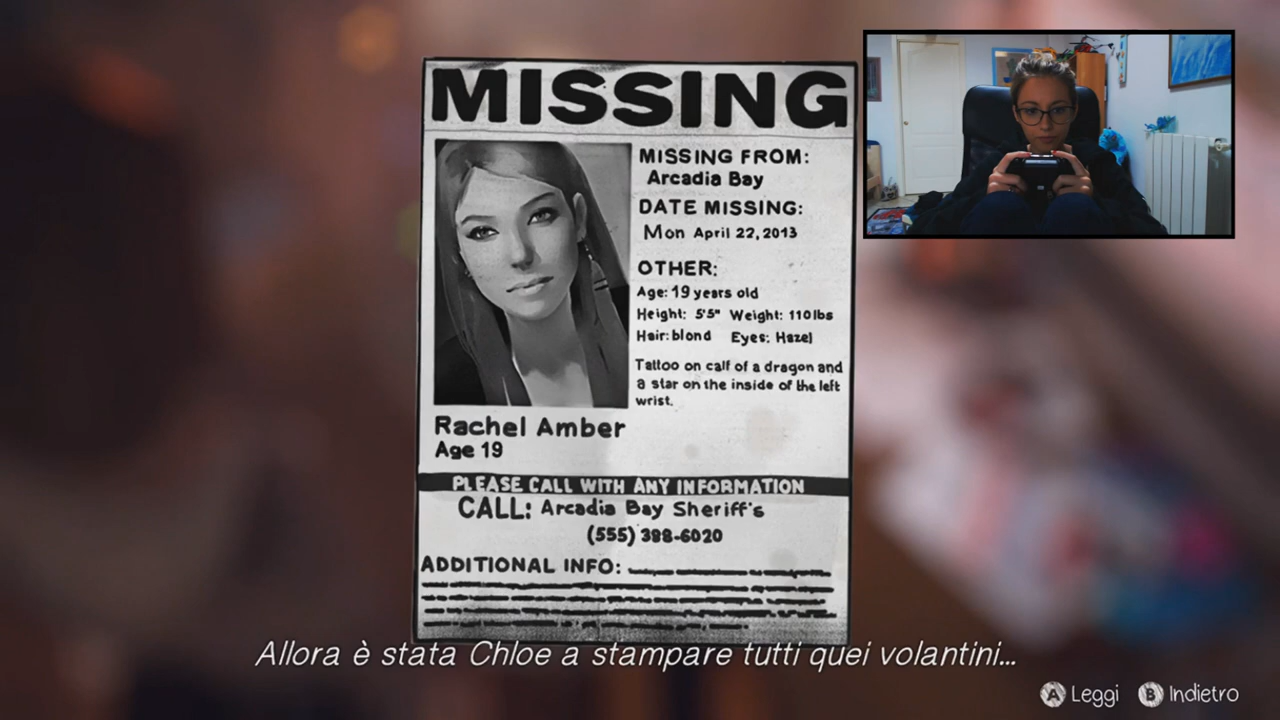 MISSING
MISSING FROM:
Arcadia Bay
DATE MISSING:
Mon April 22, 2013
OTHER:
Age: 19 years old
Height: 5'5" Weight: 110lbs
Hair: blond Eyes: Hazel
Tattoo on calf of a dragon and
a star on the inside of the left
wrist.
Rachel Amber
Age 19
PLEASE CALL WITH ANY INFORMATION
CALL: Arcadia Bay Sheriff's
(555) 398-6020
ADDITIONAL INFO:
Allora è stata Chloe a stampare tutti quei volantini...
A Leggi B Indietro